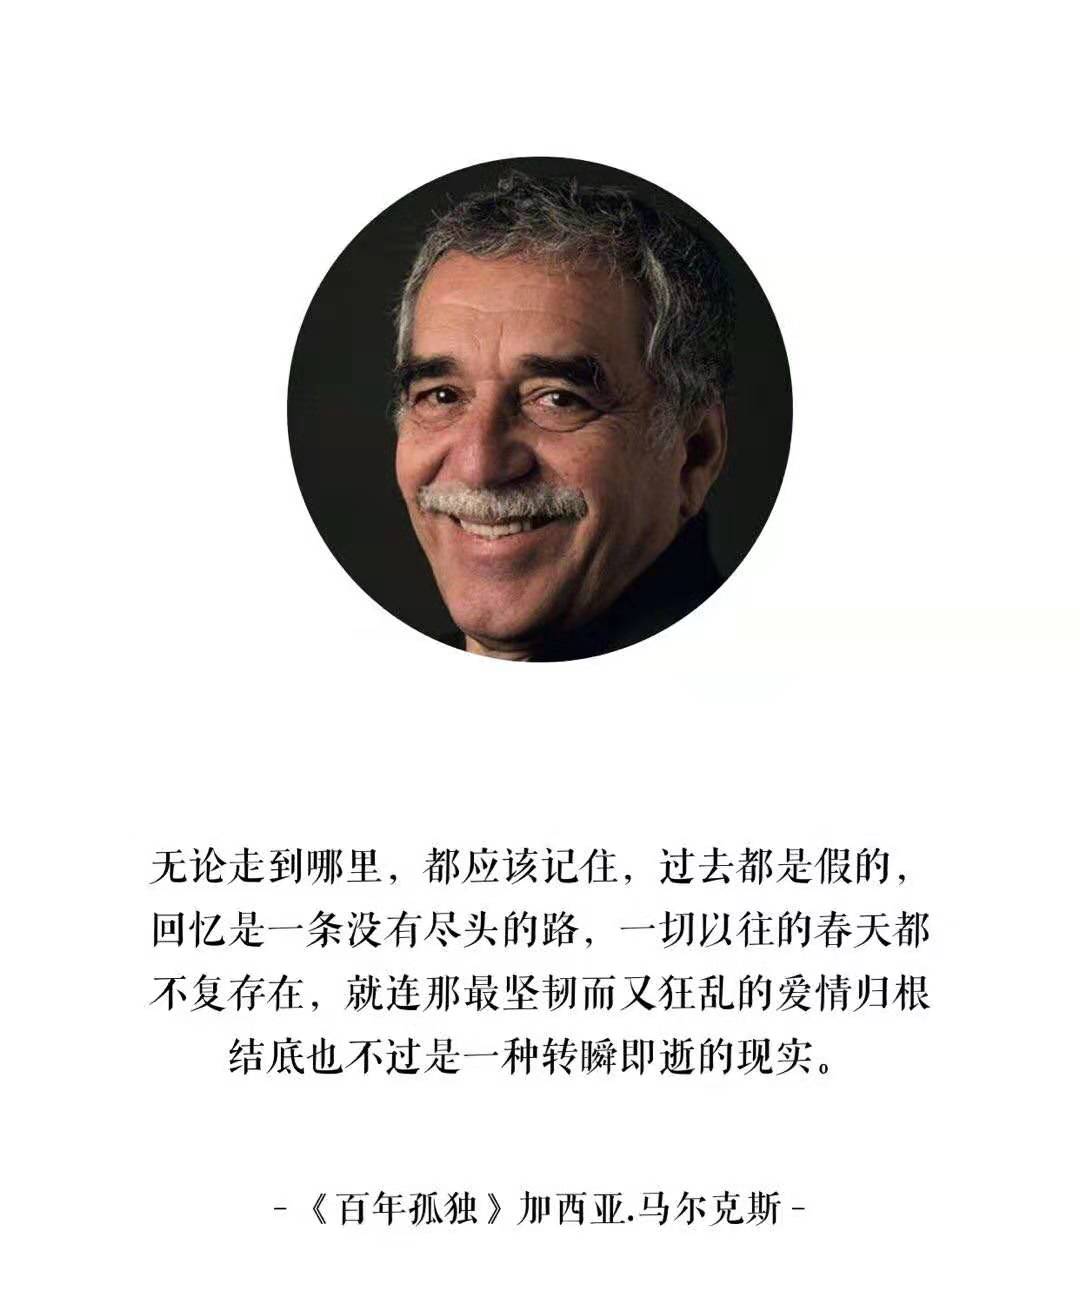 无论走到哪里，都应该记住，过去都是假的，
回忆是一条没有尽头的路，一切以往的春天都
不复存在，就连那最坚韧而又狂乱的爱情归根
结底也不过是一种转瞬即逝的现实。
-《百年孤独》加西亚.马尔克斯-